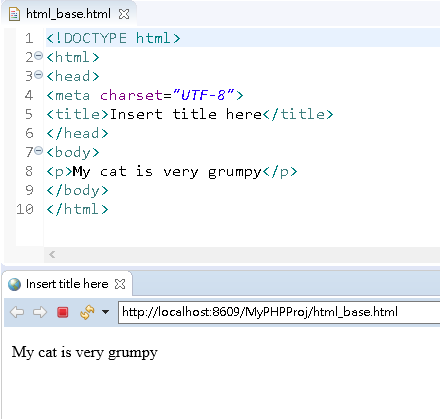 html_base.html
1 <!DOCTYPE html>
2 <html>
3 <head>
4 <meta charset="UTF-8">
5 <title>Insert title here</title>
6 </head>
7 <body>
8 <p>My cat is very grumpy</p>
9 </body>
10 </html>
Insert title here
http://localhost:8609/MyPHPProj/html_base.html
My cat is very grumpy